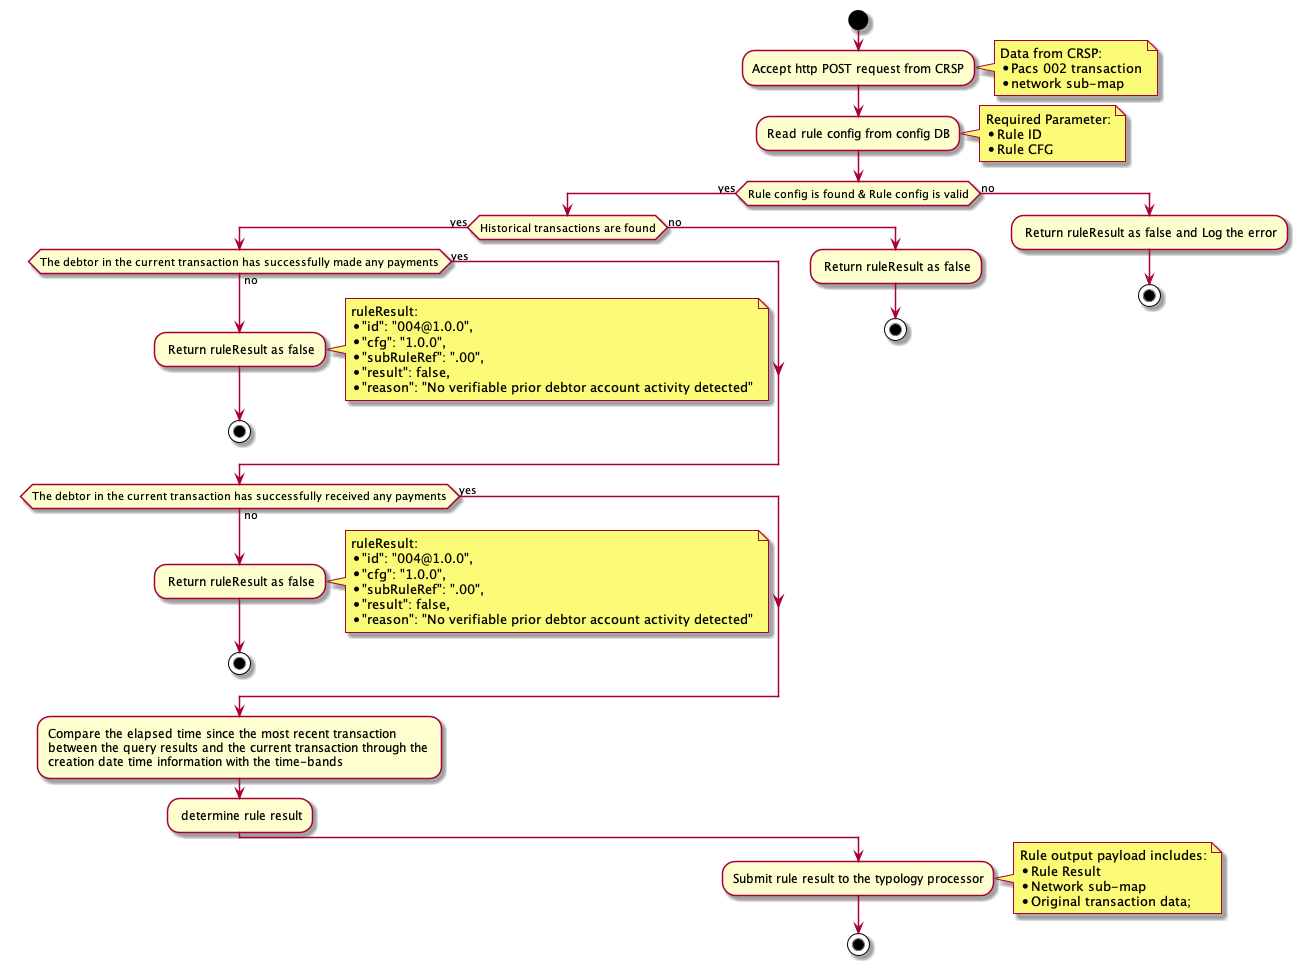 Accept http POST request from CRSP
Data from CRSP:
•Pacs 002 transaction
•network sub-map
Read rule config from config DB
Required Parameter:
•Rule ID
•Rule CFG
yes
Rule config is found & Rule config is valid
no
yes
Historical transactions are found
no
Return ruleResult as false and Log the error
The debtor in the current transaction has successfully made any payments
yes
no
Return ruleResult as false
Return ruleResult as false
ruleResult:
•"id": "004@1.0.0",
•"cfg": "1.0.0",
•"subRuleRef": ".00",
•"result": false,
•"reason": "No verifiable prior debtor account activity detected"
The debtor in the current transaction has successfully received any payments
yes
no
Return ruleResult as false
ruleResult:
•"id": "004@1.0.0",
•"cfg": "1.0.0",
•"subRuleRef": ".00",
•"result": false,
•"reason": "No verifiable prior debtor account activity detected"
Compare the elapsed time since the most recent transaction
between the query results and the current transaction through the
creation date time information with the time-bands
determine rule result
Submit rule result to the typology processor
Rule output payload includes:
•Rule Result
•Network sub-map
•Original transaction data;